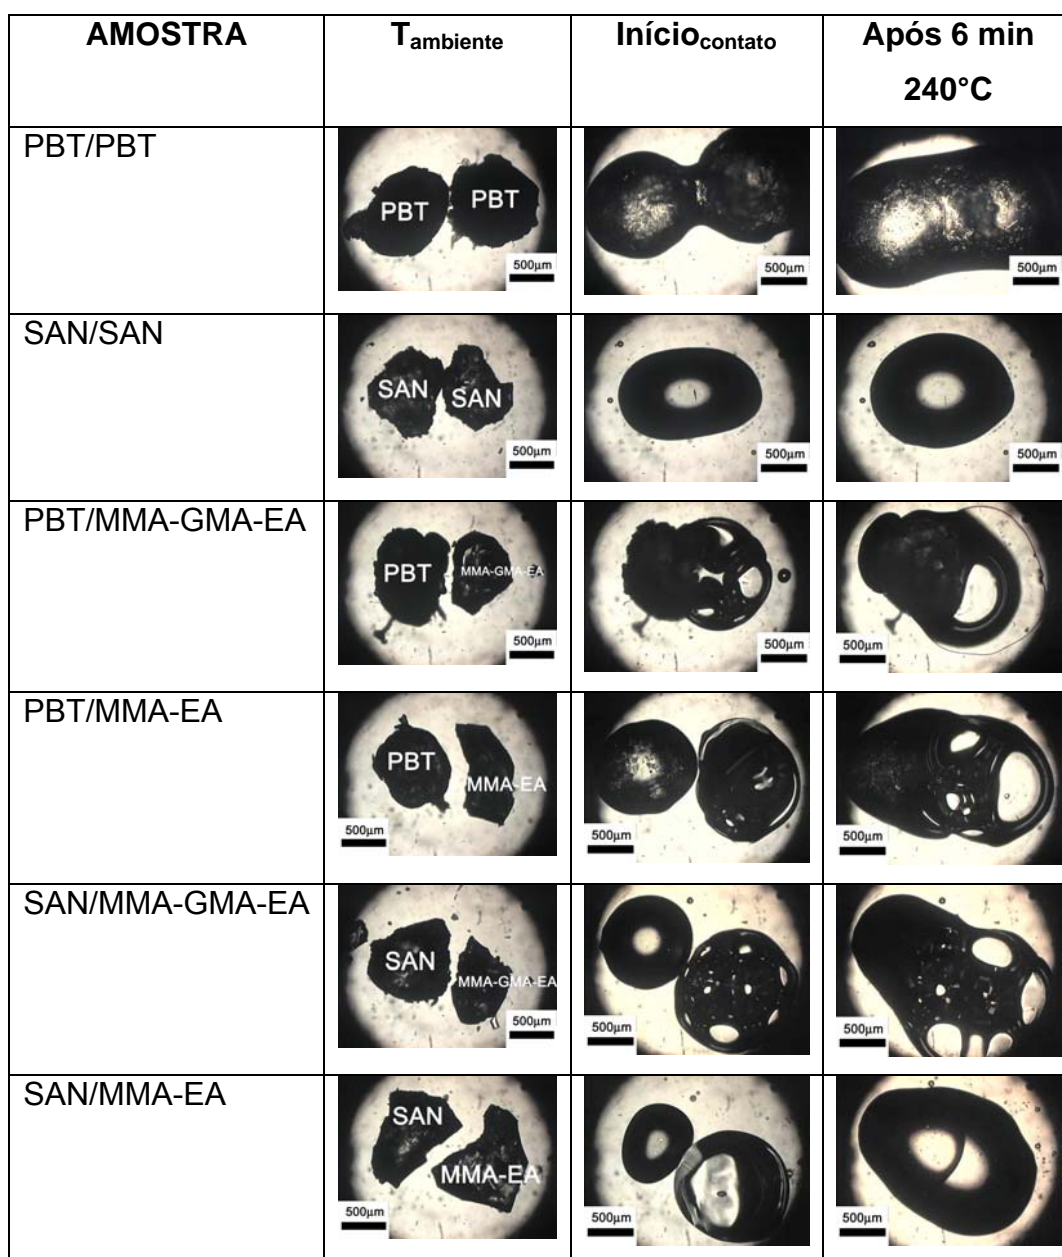 AMOSTRA
Tambiente
Iníciocontato
Após 6 min
240°C
PBT/PBT
PBT
PBT
500µm
500µm
500µm
SAN/SAN
SAN
SAN
500µm
500µm
500µm
PBT/MMA-GMA-EA
PBT
MMA-GMA-EA
500µm
500µm
500µm
PBT/MMA-EA
PBT
MMA-EA
500µm
500µm
500µm
SAN/MMA-GMA-EA
SAN
MMA-GMA-EA
500µm
500µm
500µm
SAN/MMA-EA
SAN
MMA-EA
500µm
500µm
500µm